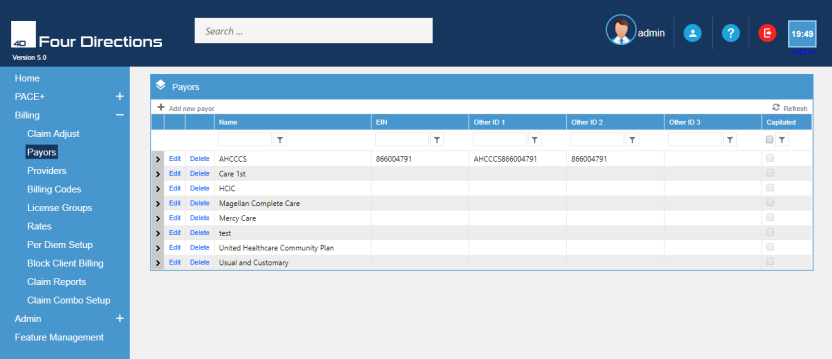 Search ...
4D Four Directions
Version 5.0
admin
?
19:49
Home
PACE+ +
Billing −
Claim Adjust
Payors
Providers
Billing Codes
License Groups
Rates
Per Diem Setup
Block Client Billing
Claim Reports
Claim Combo Setup
Admin +
Feature Management
Payors
+ Add new payor Refresh
Name EIN Other ID 1 Other ID 2 Other ID 3 Capitated
> Edit Delete AHCCCS 866004791 AHCCCS866004791 866004791
> Edit Delete Care 1st
> Edit Delete HCIC
> Edit Delete Magellan Complete Care
> Edit Delete Mercy Care
> Edit Delete test
> Edit Delete United Healthcare Community Plan
> Edit Delete Usual and Customary